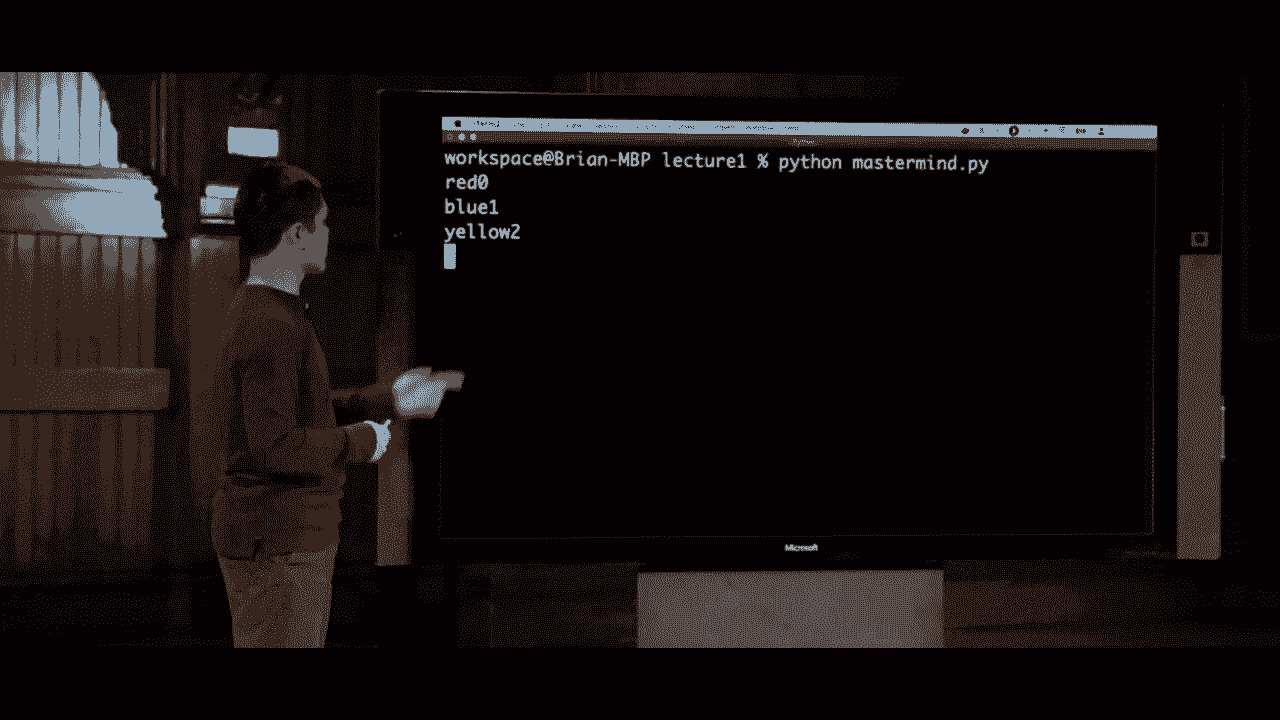 workspace@Brian-MBP lecture1 % python mastermind.py
red0
blue1
yellow2
Microsoft